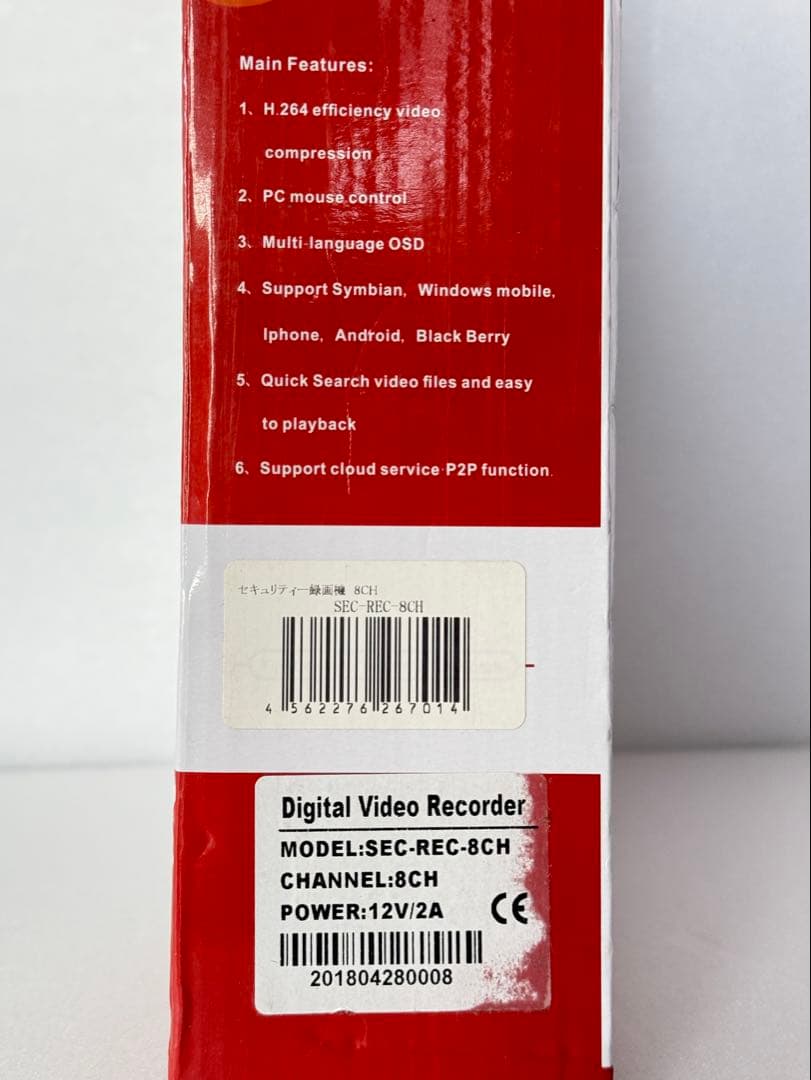 Main Features:
1、H.264 efficiency video
compression
2、PC mouse control
3、Multi-language OSD
4、Support Symbian, Windows mobile,
Iphone, Android, Black Berry
5、Quick Search video files and easy
to playback
6、Support cloud service P2P function.
セキュリティー録画機 8CH
SEC-REC-8CH
4 562276 267014
Digital Video Recorder
MODEL:SEC-REC-8CH
CHANNEL:8CH
POWER:12V/2A CE
201804280008